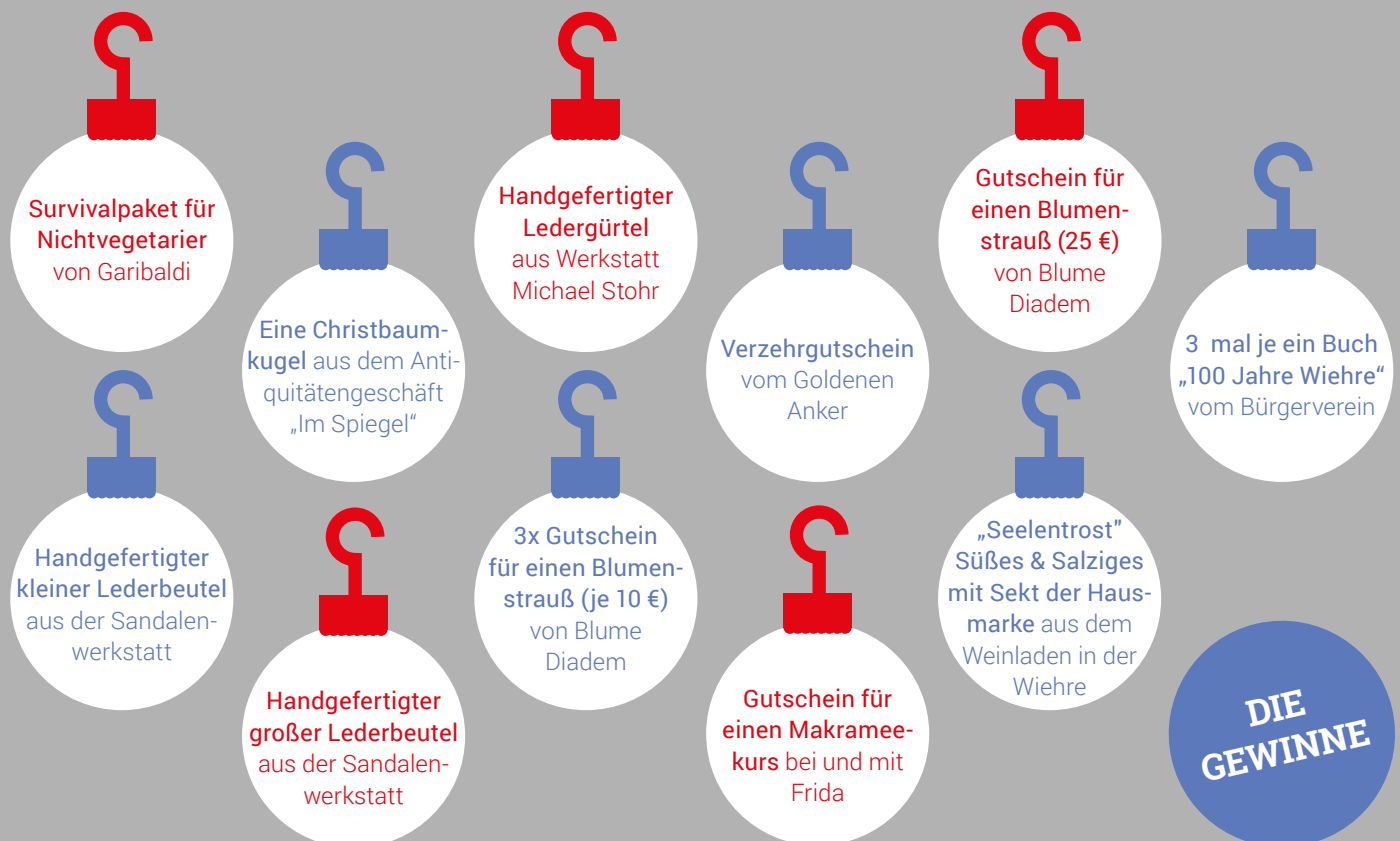 Survivalpaket für
Nichtvegetarier
von Garibaldi
Eine Christbaum-
kugel aus dem Anti-
quitätengeschäft
„Im Spiegel“
Handgefertigter
Ledergürtel
aus Werkstatt
Michael Stohr
Verzehrgutschein
vom Goldenen
Anker
Gutschein für
einen Blumen-
strauß (25 €)
von Blume
Diadem
3 mal je ein Buch
„100 Jahre Wiehre“
vom Bürgerverein
Handgefertigter
kleiner Lederbeutel
aus der Sandalen-
werkstatt
Handgefertigter
großer Lederbeutel
aus der Sandalen-
werkstatt
3x Gutschein
für einen Blumen-
strauß (je 10 €)
von Blume
Diadem
Gutschein für
einen Makramee-
kurs bei und mit
Frida
„Seelentrost"
Süßes & Salziges
mit Sekt der Haus-
marke aus dem
Weinladen in der
Wiehre
DIE
GEWINNE